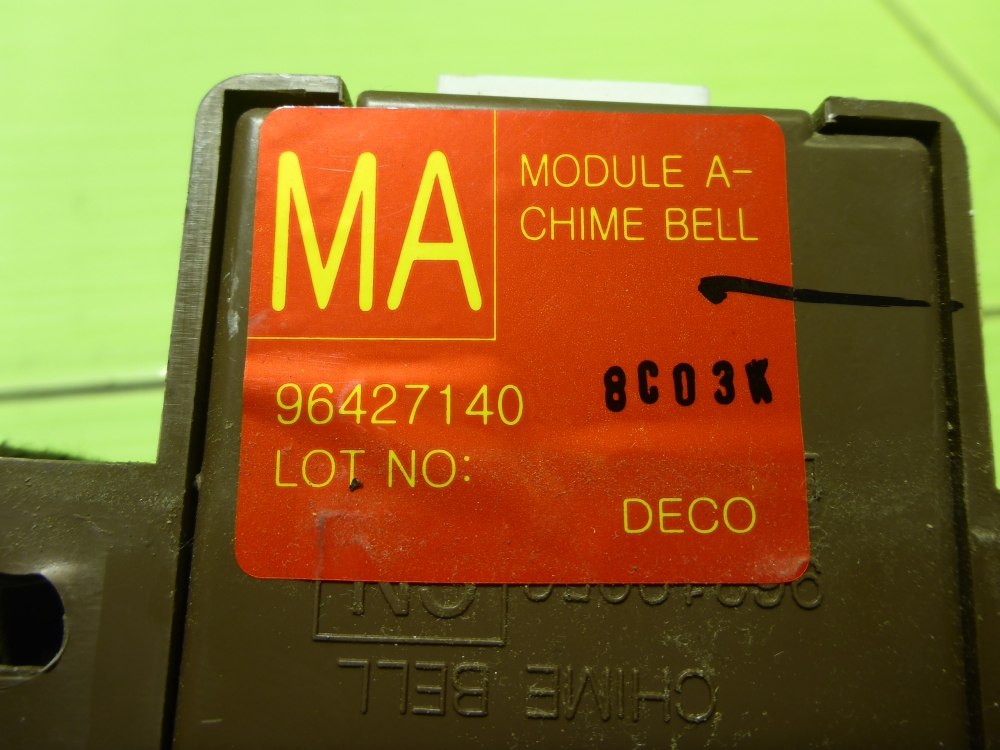 MA
MODULE A-
CHIME BELL
8C03K
96427140
LOT NO:
DECO
CHIME BELL